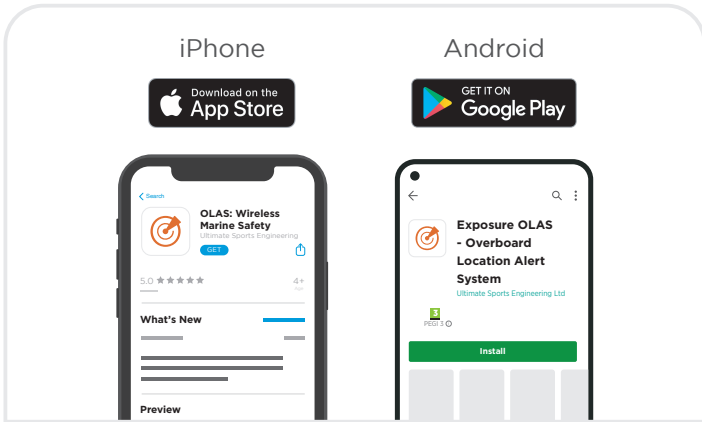 iPhone
Download on the
App Store
Search
OLAS: Wireless
Marine Safety
Ultimate Sports Engineering
GET
5.0 ★★★★★
4+
Age
What's New
Preview
Android
GET IT ON
Google Play
Exposure OLAS
- Overboard
Location Alert
System
Ultimate Sports Engineering Ltd
3
PEGI 3
Install